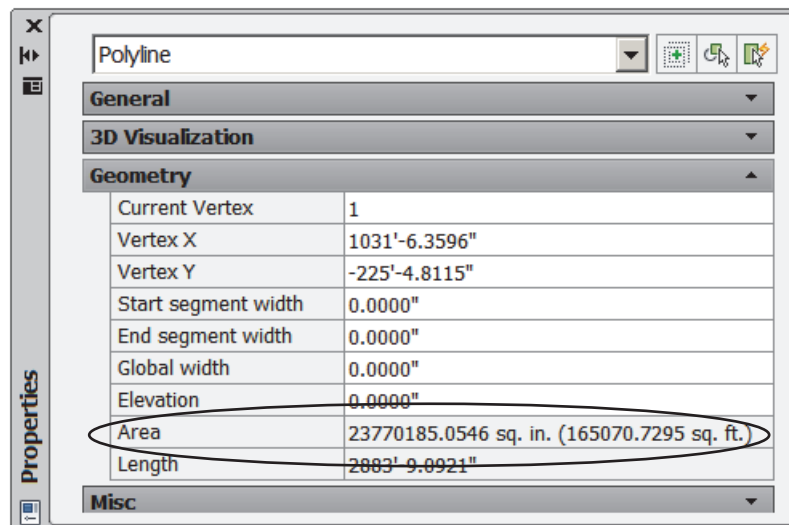 Polyline
General
3D Visualization
Geometry
Current Vertex 1
Vertex X 1031'-6.3596"
Vertex Y -225'-4.8115"
Start segment width 0.0000"
End segment width 0.0000"
Global width 0.0000"
Elevation 0.0000"
Area 23770185.0546 sq. in. (165070.7295 sq. ft.)
Length 2883'-9.0921"
Misc
Properties